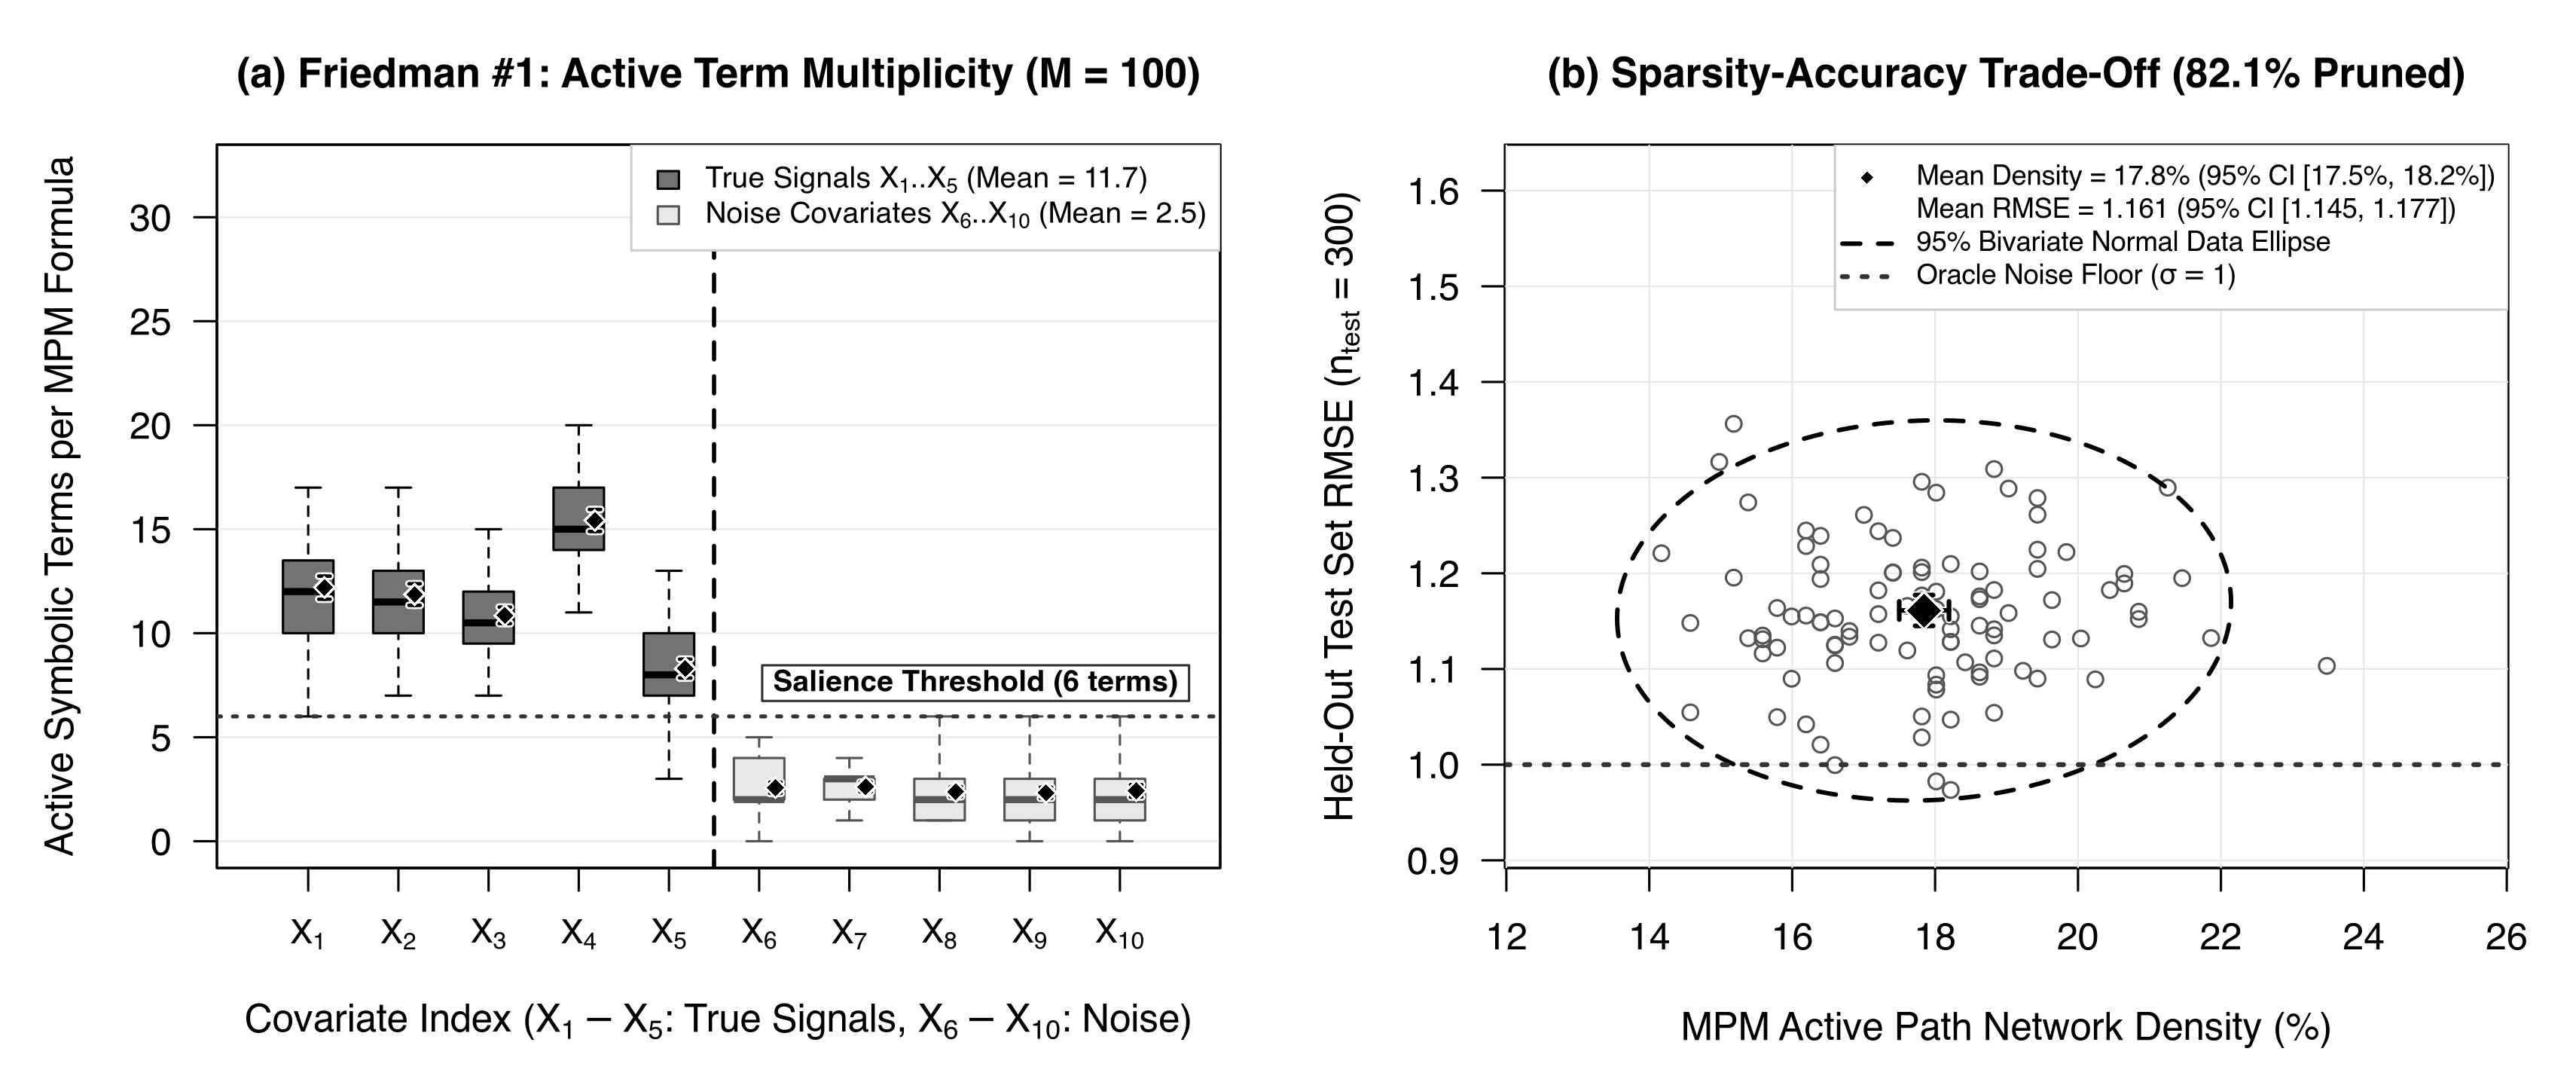 (a) Friedman #1: Active Term Multiplicity (M = 100)
Active Symbolic Terms per MPM Formula
30
25
20
15
10
5
0
True Signals X₁..X₅ (Mean = 11.7)
Noise Covariates X₆..X₁₀ (Mean = 2.5)
Salience Threshold (6 terms)
X₁ X₂ X₃ X₄ X₅ X₆ X₇ X₈ X₉ X₁₀
Covariate Index (X₁ − X₅: True Signals, X₆ − X₁₀: Noise)
(b) Sparsity-Accuracy Trade-Off (82.1% Pruned)
Held-Out Test Set RMSE (nₜₑₛₜ = 300)
1.6
1.5
1.4
1.3
1.2
1.1
1.0
0.9
Mean Density = 17.8% (95% CI [17.5%, 18.2%])
Mean RMSE = 1.161 (95% CI [1.145, 1.177])
95% Bivariate Normal Data Ellipse
Oracle Noise Floor (σ = 1)
12 14 16 18 20 22 24 26
MPM Active Path Network Density (%)